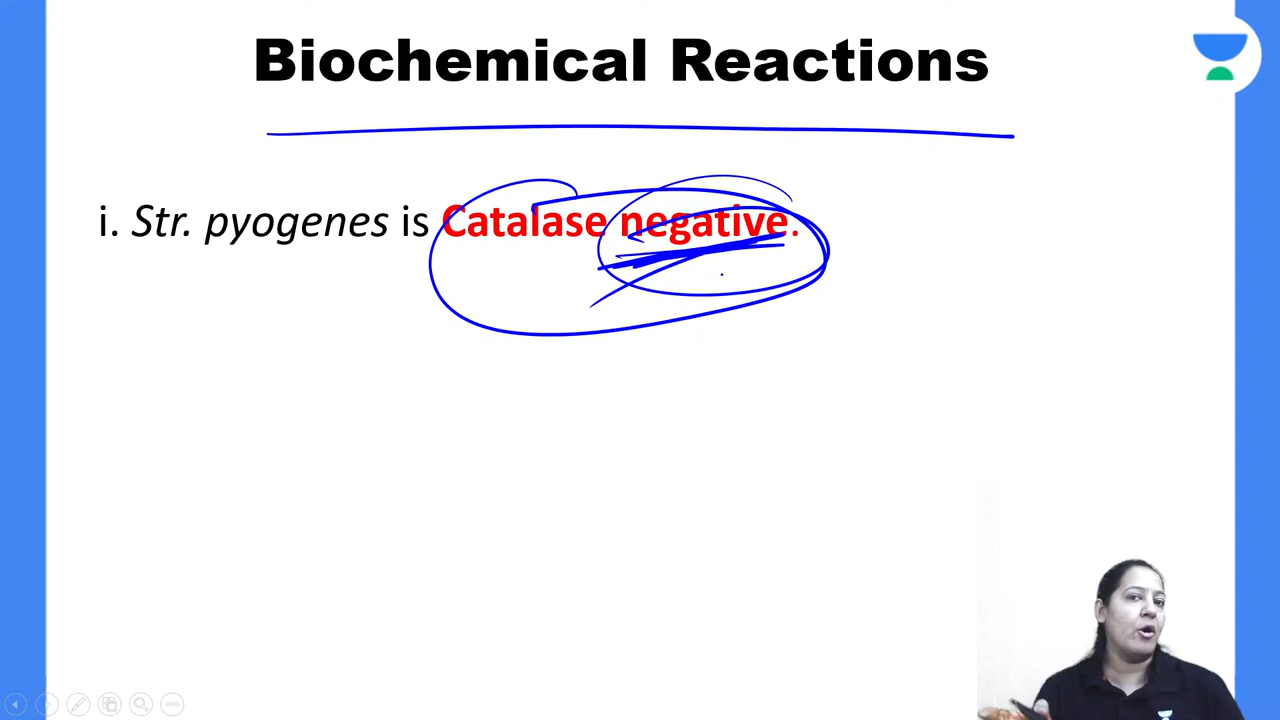 Biochemical Reactions
i. Str. pyogenes is Catalase negative.